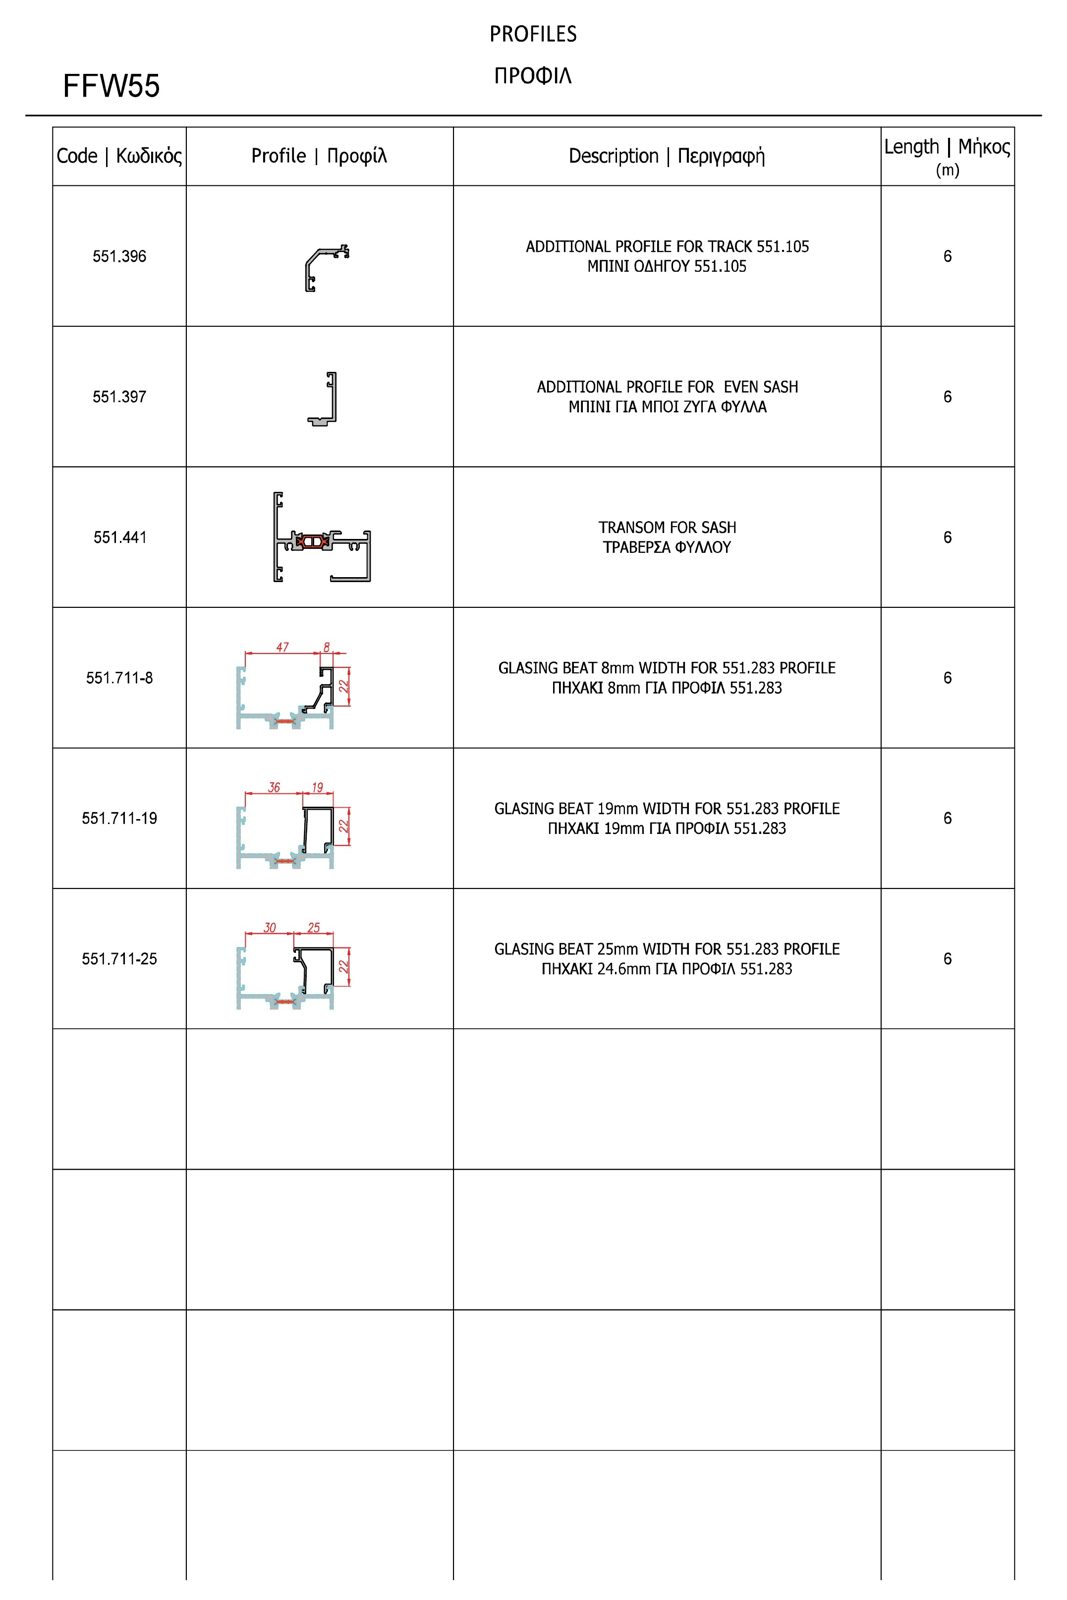 PROFILES
ΠΡΟΦΙΛ
FFW55
Code | Κωδικός
Profile | Προφίλ
Description | Περιγραφή
Length | Μήκος
(m)
551.396
ADDITIONAL PROFILE FOR TRACK 551.105
ΜΠΙΝΙ ΟΔΗΓΟΥ 551.105
6
551.397
ADDITIONAL PROFILE FOR EVEN SASH
ΜΠΙΝΙ ΓΙΑ ΜΠΟΙ ΖΥΓΑ ΦΥΛΛΑ
6
551.441
TRANSOM FOR SASH
ΤΡΑΒΕΡΣΑ ΦΥΛΛΟΥ
6
551.711-8
47 8
22
GLASING BEAT 8mm WIDTH FOR 551.283 PROFILE
ΠΗΧΑΚΙ 8mm ΓΙΑ ΠΡΟΦΙΛ 551.283
6
551.711-19
36 19
22
GLASING BEAT 19mm WIDTH FOR 551.283 PROFILE
ΠΗΧΑΚΙ 19mm ΓΙΑ ΠΡΟΦΙΛ 551.283
6
551.711-25
30 25
22
GLASING BEAT 25mm WIDTH FOR 551.283 PROFILE
ΠΗΧΑΚΙ 24.6mm ΓΙΑ ΠΡΟΦΙΛ 551.283
6